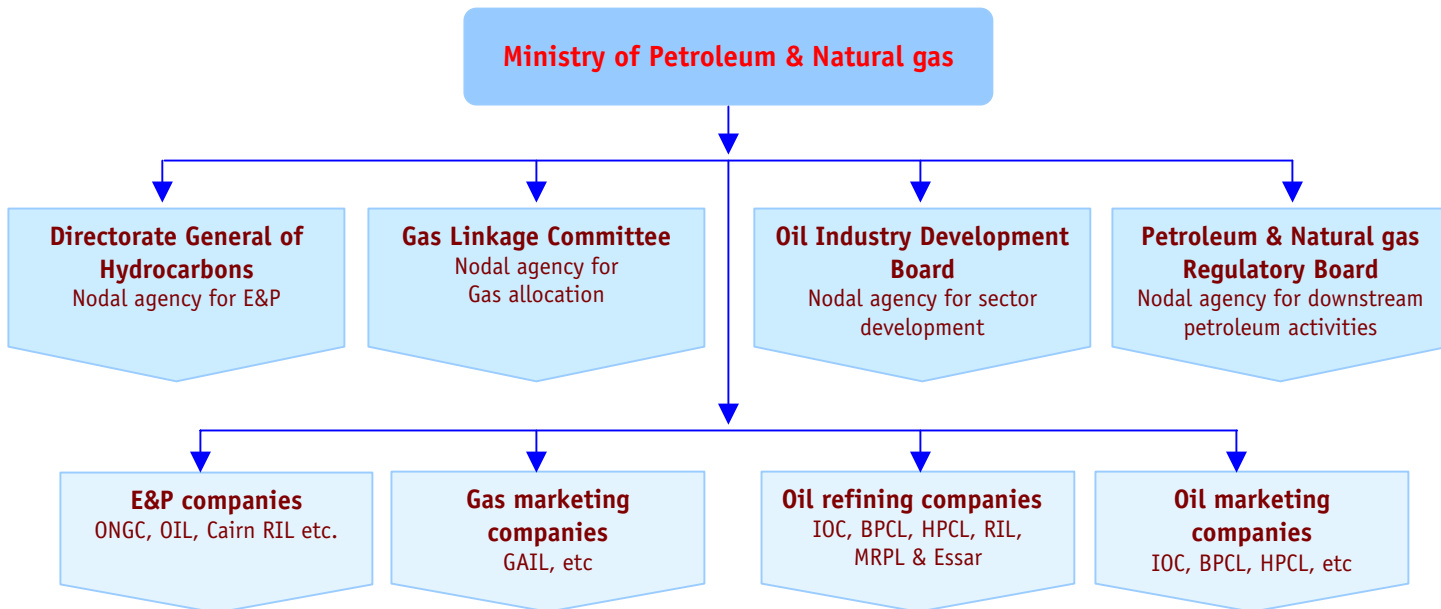 Ministry of Petroleum & Natural gas
Directorate General of
Hydrocarbons
Nodal agency for E&P
Gas Linkage Committee
Nodal agency for
Gas allocation
Oil Industry Development
Board
Nodal agency for sector
development
Petroleum & Natural gas
Regulatory Board
Nodal agency for downstream
petroleum activities
E&P companies
ONGC, OIL, Cairn RIL etc.
Gas marketing
companies
GAIL, etc
Oil refining companies
IOC, BPCL, HPCL, RIL,
MRPL & Essar
Oil marketing
companies
IOC, BPCL, HPCL, etc